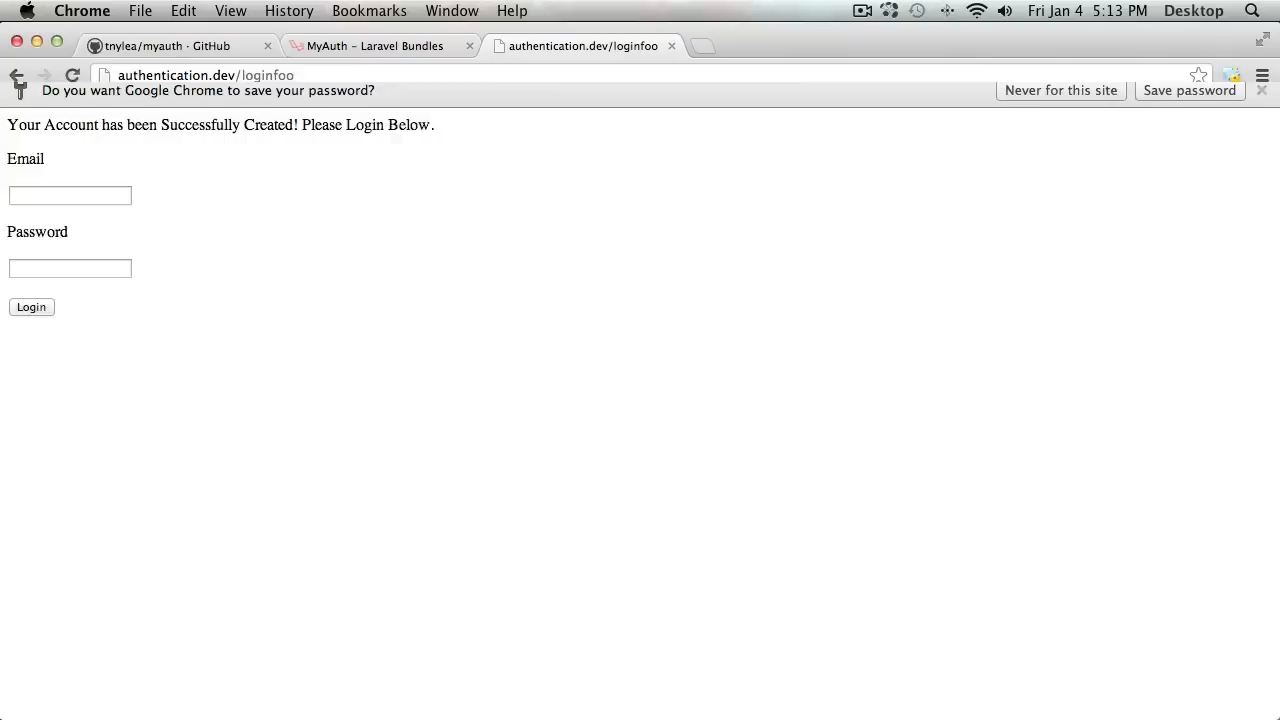 Chrome File Edit View History Bookmarks Window Help Fri Jan 4 5:13 PM Desktop
tnylea/myauth · GitHub MyAuth – Laravel Bundles authentication.dev/loginfoo
authentication.dev/loginfoo
Do you want Google Chrome to save your password? Never for this site Save password
Your Account has been Successfully Created! Please Login Below.
Email
Password
Login